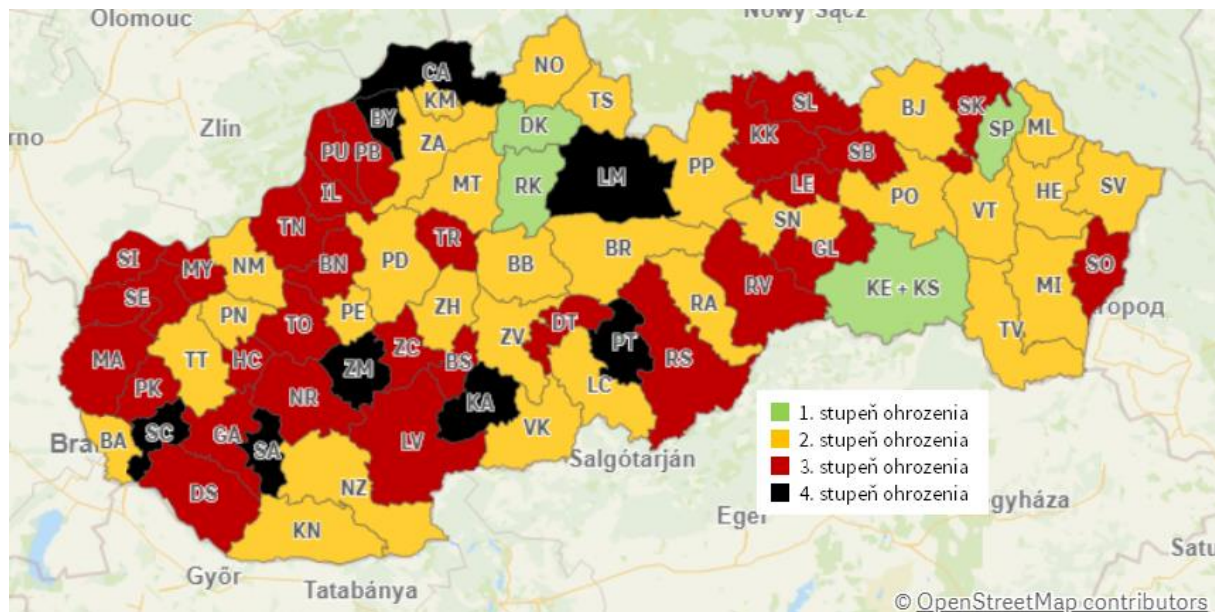 Olomouc
Nowy Sącz
CA
NO
KM
TS
BY
DK
SL
BJ
SK
SP
ML
rno
Zlín
ZA
KK
PU PB
SB
MT
RK
LM
PP
LE
HE
SV
IL
PO
VT
TN
SN
TR
BR
GL
SI
MY
NM
BN
PD
BB
SO
SE
RA
RV
KE + KS
MI
PN
PE
ZH
TO
DT
TV
город
ZV
PT
MA
TT
HC
ZM
ZC
BS
RS
PK
LC
NR
KA
SC
GA
VK
BA
Bra
SA
LV
Salgótarján
DS
NZ
KN
1. stupeň ohrozenia
2. stupeň ohrozenia
3. stupeň ohrozenia
4. stupeň ohrozenia
egyháza
Eger
Satu
Győr
Tatabánya
© OpenStreetMap contributors